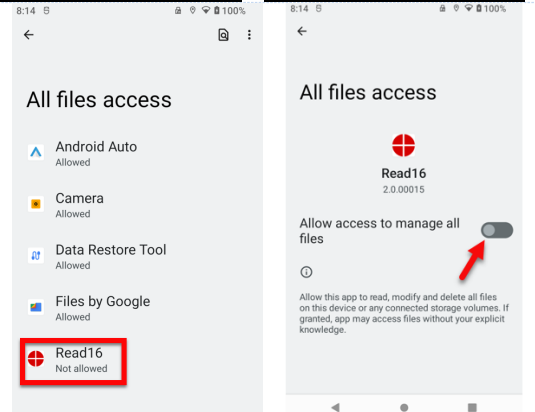 8:14
100%
All files access
Android Auto
Allowed
Camera
Allowed
Data Restore Tool
Allowed
Files by Google
Allowed
Read16
Not allowed
8:14
100%
All files access
Read16
2.0.00015
Allow access to manage all
files
Allow this app to read, modify and delete all files
on this device or any connected storage volumes. If
granted, app may access files without your explicit
knowledge.